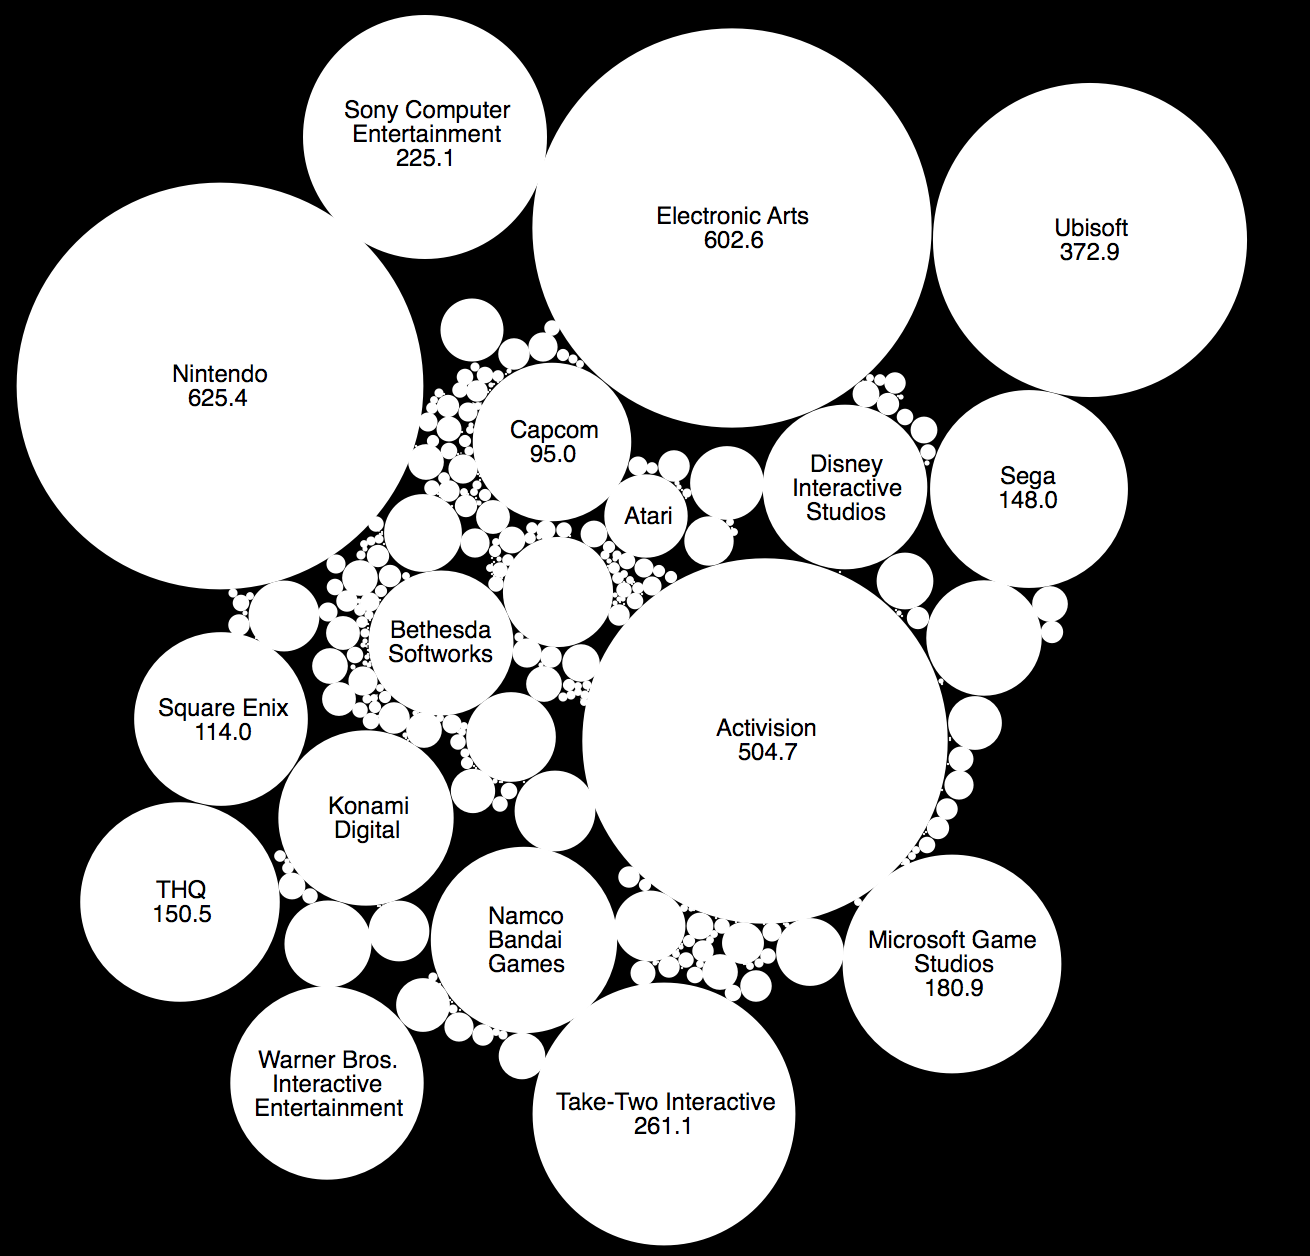 Sony Computer
Entertainment
225.1
Electronic Arts
602.6
Ubisoft
372.9
Nintendo
625.4
Capcom
95.0
Disney
Interactive
Studios
Sega
148.0
Atari
Bethesda
Softworks
Square Enix
114.0
Activision
504.7
Konami
Digital
THQ
150.5
Namco
Bandai
Games
Microsoft Game
Studios
180.9
Warner Bros.
Interactive
Entertainment
Take-Two Interactive
261.1